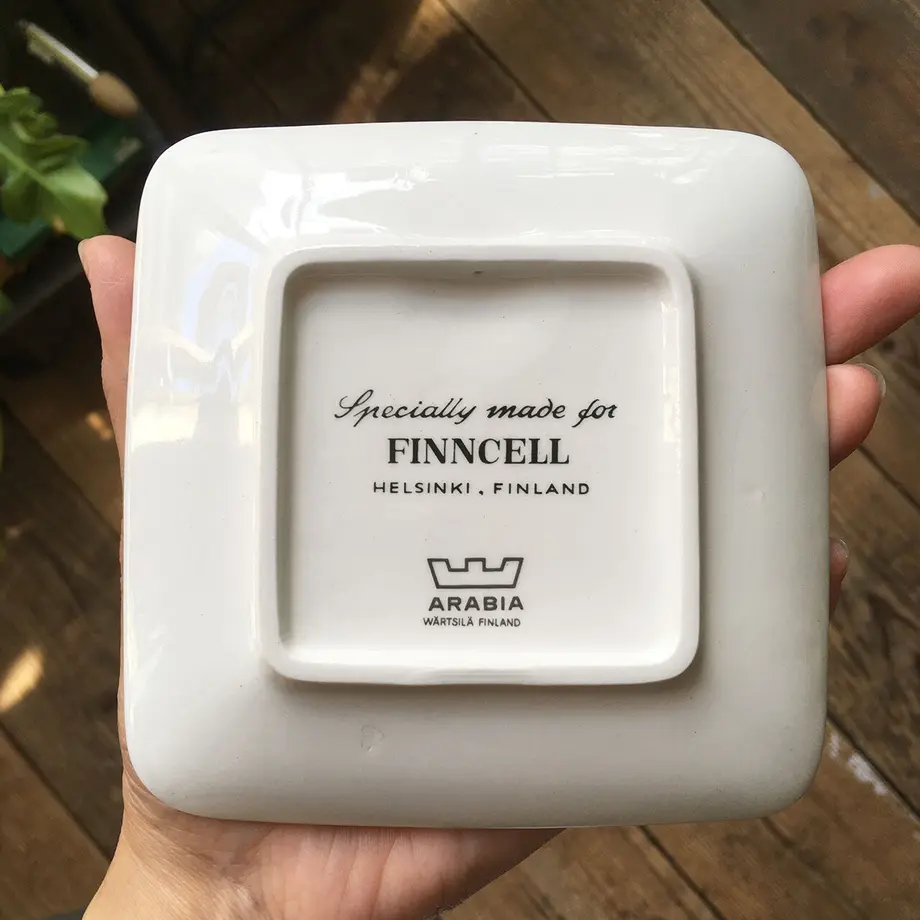 Specially made for
FINNCELL
HELSINKI, FINLAND
ARABIA
WÄRTSILÄ FINLAND